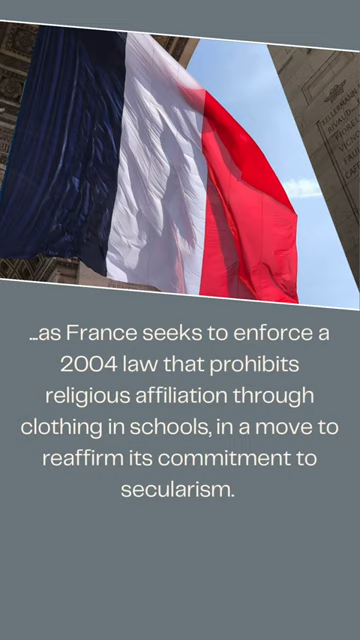 KELLERMANN
...as France seeks to enforce a
2004 law that prohibits
religious affiliation through
clothing in schools, in a move to
reaffirm its commitment to
secularism.